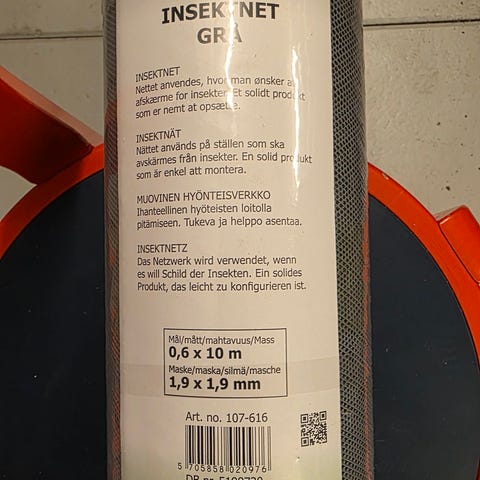 INSEKTNET
GRÅ
INSEKTNET
Nettet anvendes, hvor man ønsker at
afskærme for insekter. Et solidt produkt
som er nemt at opsætte.
INSEKTNÄT
Nättet används på ställen som ska
avskärmes från insekter. En solid produkt
som är enkel att montera.
MUOVINEN HYÖNTEISVERKKO
Ihanteellinen hyöteisten loitolla
pitämiseen. Tukeva ja helppo asentaa.
INSEKTNETZ
Das Netzwerk wird verwendet, wenn
es will Schild der Insekten. Ein solides
Produkt, das leicht zu konfigurieren ist.
Mål/mått/mahtavuus/Mass
0,6 x 10 m
Maske/maska/silmä/masche
1,9 x 1,9 mm
Art. no. 107-616
5 705858 020976
DB nr. 5199720